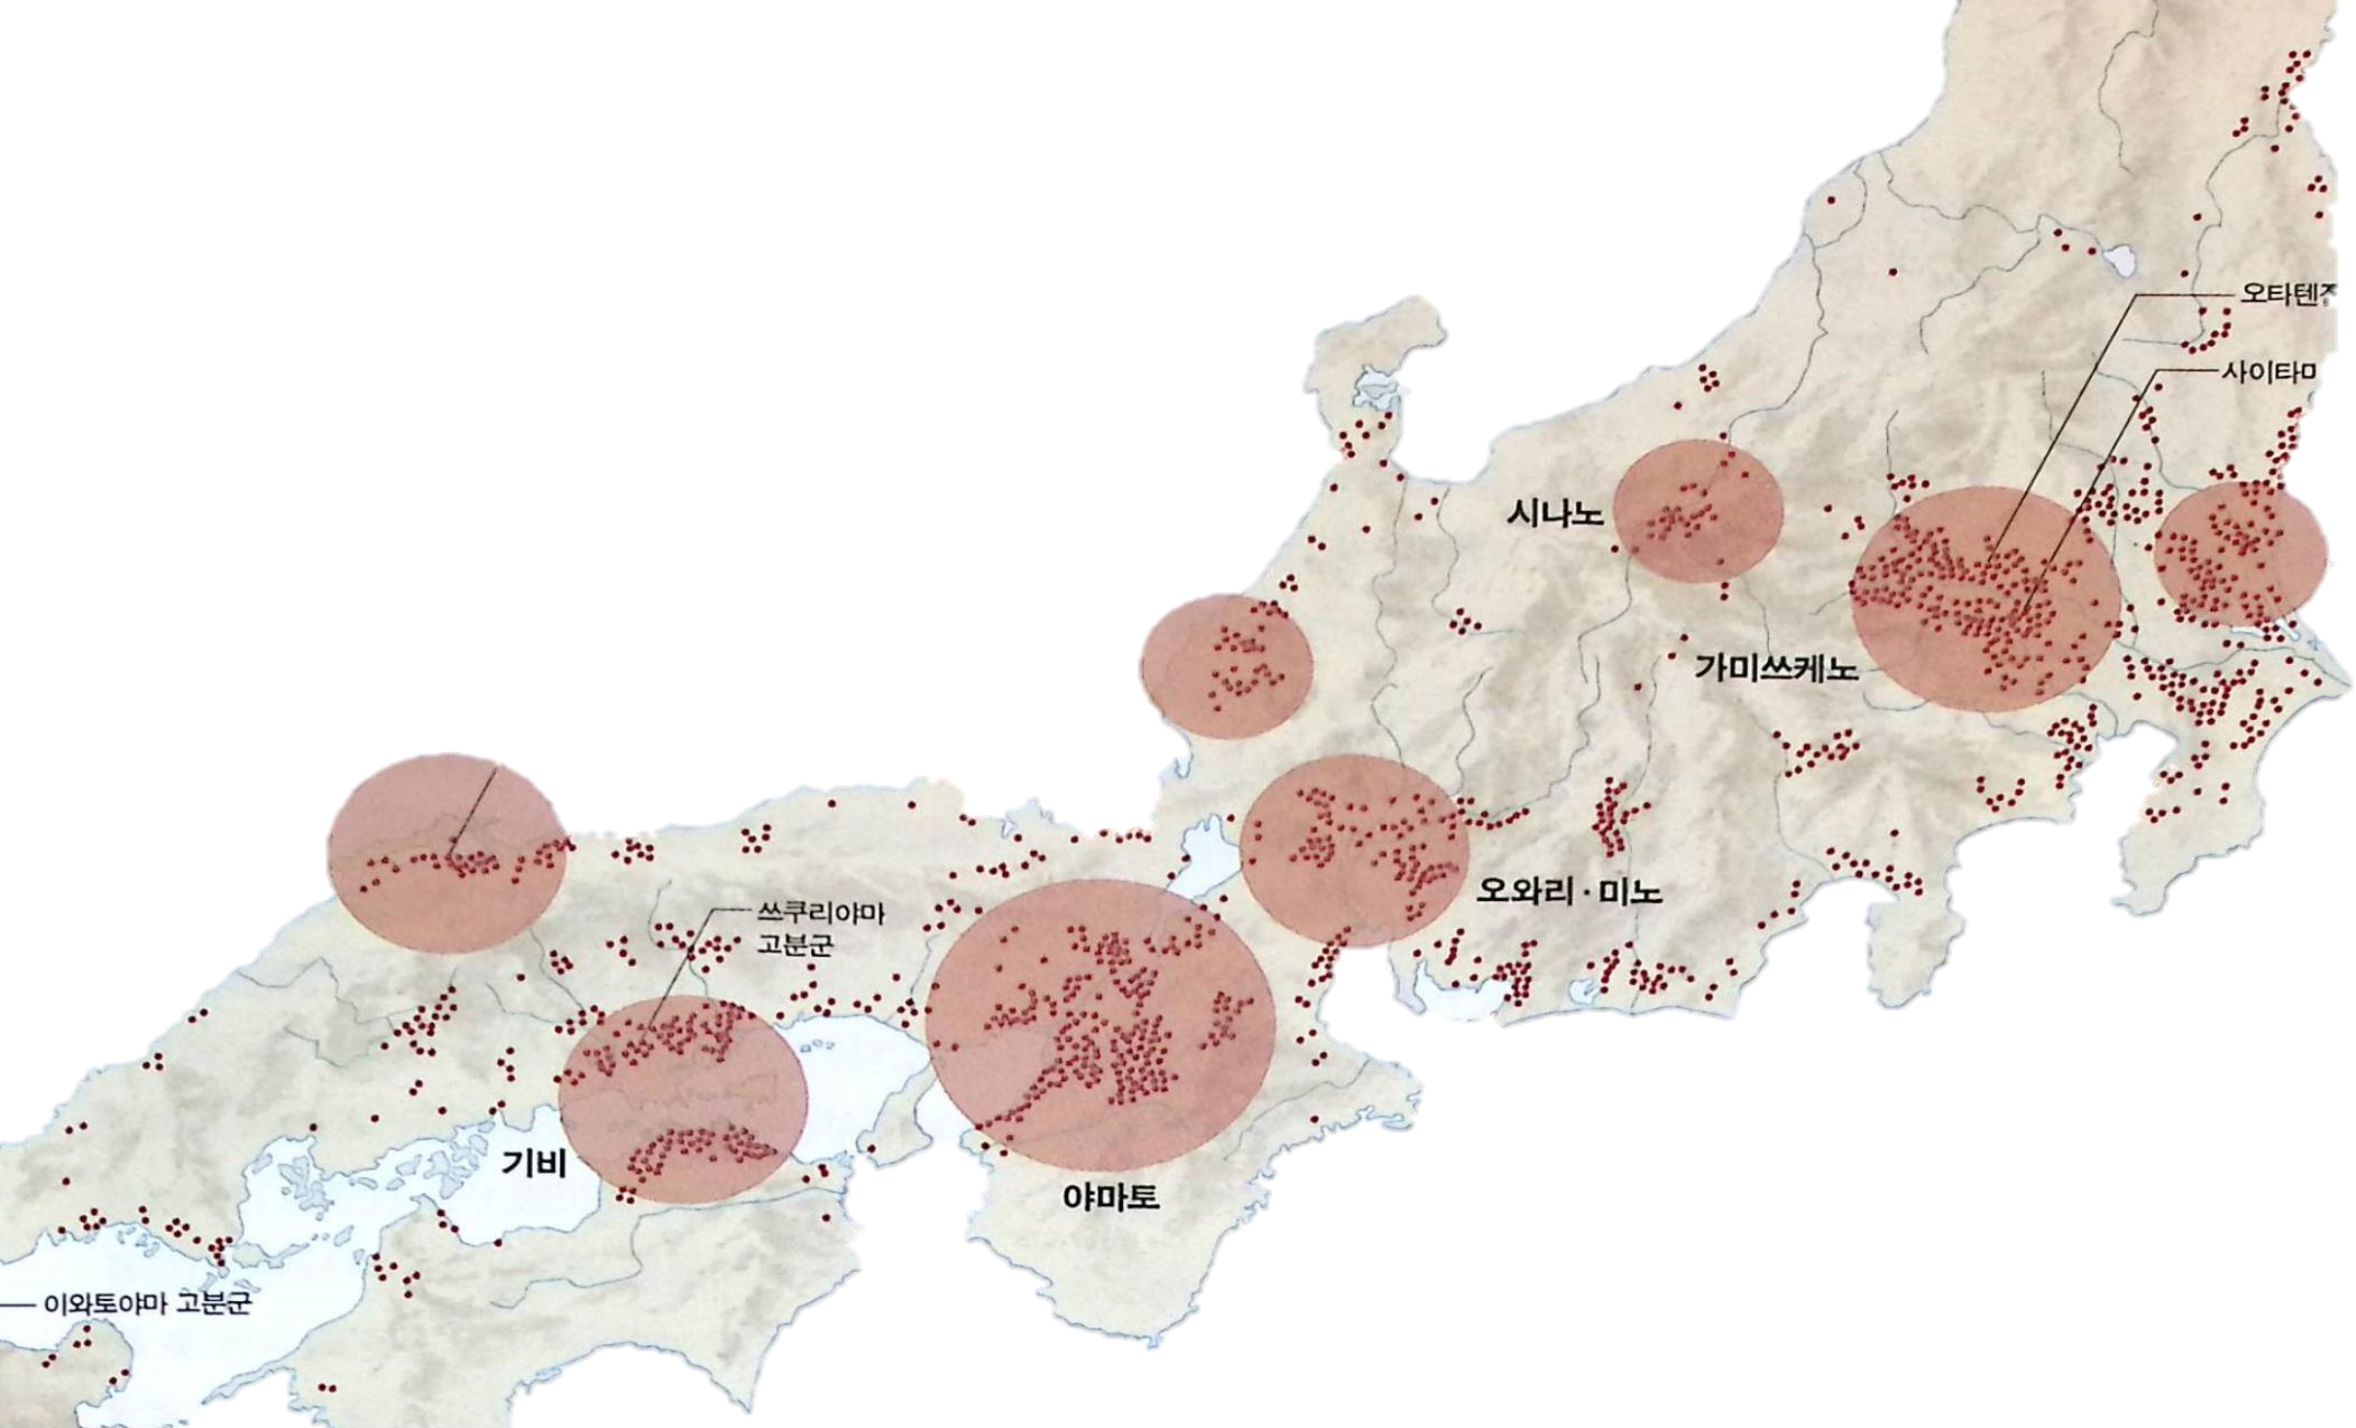 오타텐
사이타
시나노
가미쓰케노
오와리·미노
쓰쿠리야마
고분군
기비
야마토
이와토야마 고분군